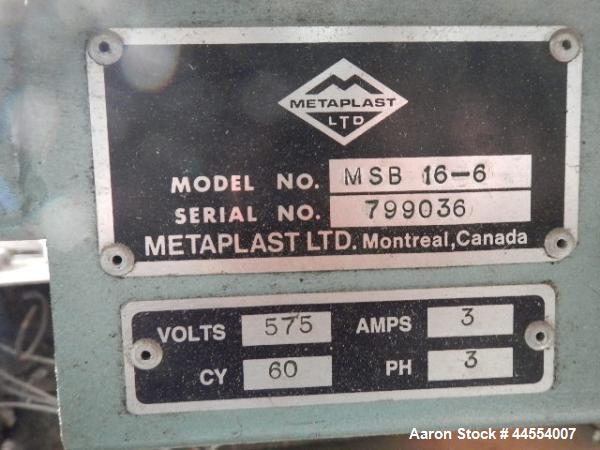 METAPLAST
LTD
MODEL NO. MSB 16-6
SERIAL NO. 799036
METAPLAST LTD. Montreal, Canada
VOLTS 575 AMPS 3
CY 60 PH 3
Aaron Stock # 44554007